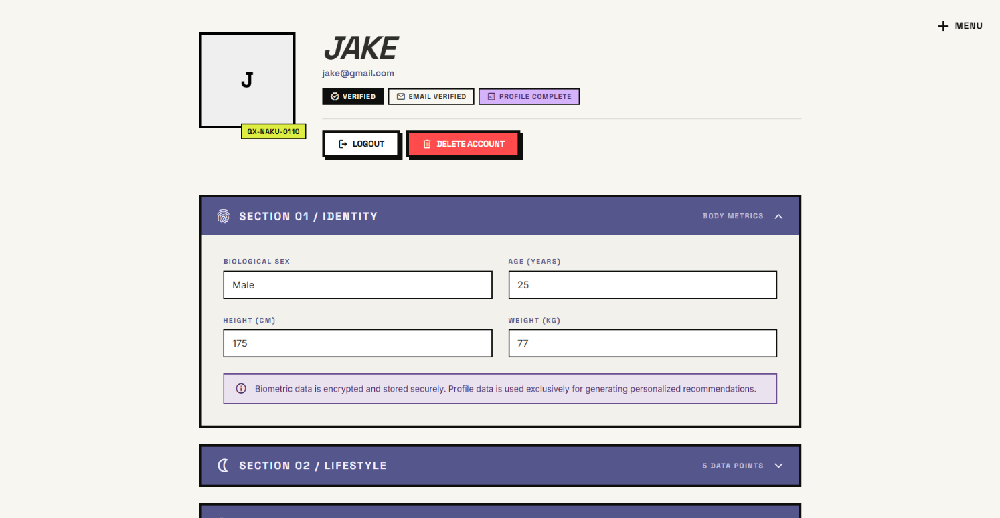 MENU
J
GX-NAKU-0110
JAKE
jake@gmail.com
VERIFIED EMAIL VERIFIED PROFILE COMPLETE
LOGOUT DELETE ACCOUNT
SECTION 01 / IDENTITY BODY METRICS
BIOLOGICAL SEX AGE (YEARS)
Male 25
HEIGHT (CM) WEIGHT (KG)
175 77
Biometric data is encrypted and stored securely. Profile data is used exclusively for generating personalized recommendations.
SECTION 02 / LIFESTYLE 5 DATA POINTS